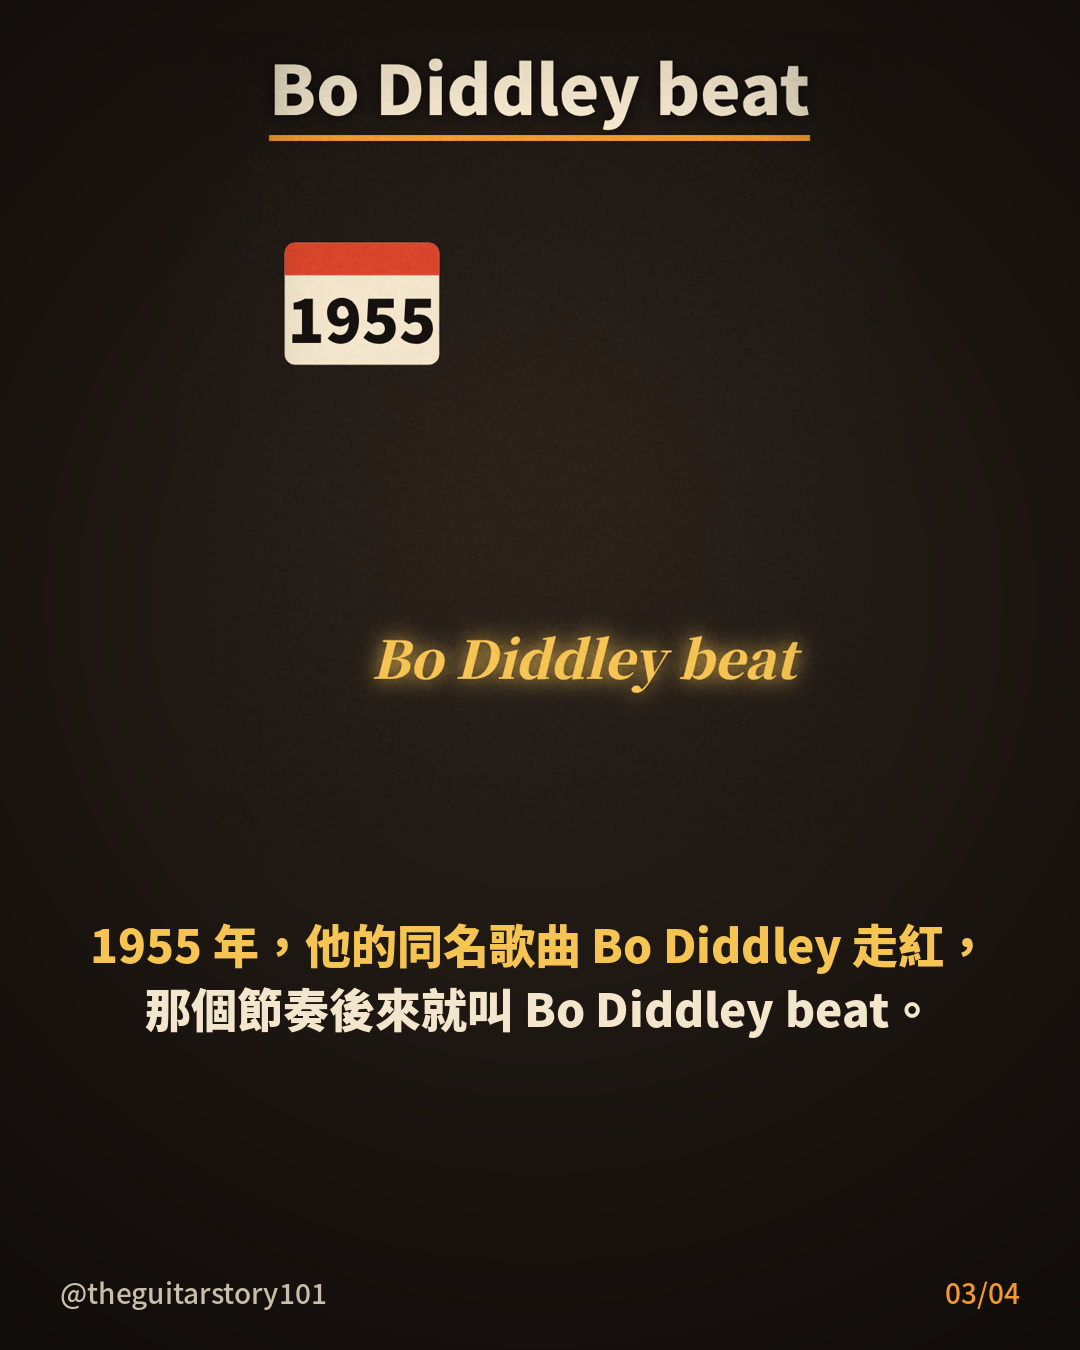 Bo Diddley beat
1955
Bo Diddley beat
1955 年，他的同名歌曲 Bo Diddley 走紅，
那個節奏後來就叫 Bo Diddley beat。
@theguitarstory101
03/04